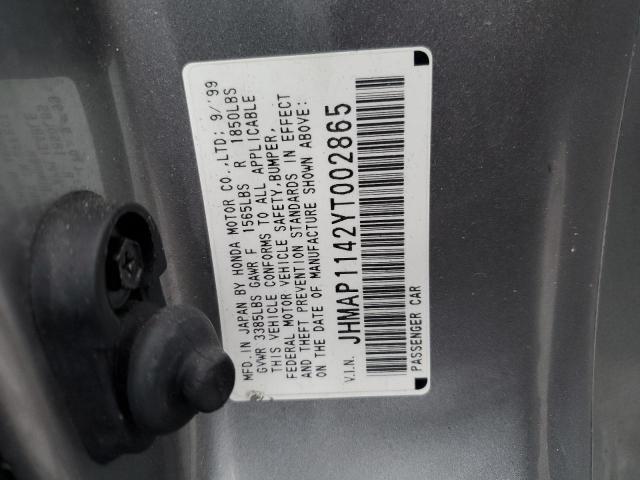 MFD. IN JAPAN BY HONDA MOTOR CO.,LTD; 9/'99
GVWR 3385LBS GAWR F 1565LBS R 1850LBS
THIS VEHICLE CONFORMS TO ALL APPLICABLE
FEDERAL MOTOR VEHICLE SAFETY,BUMPER,
AND THEFT PREVENTION STANDARDS IN EFFECT
ON THE DATE OF MANUFACTURE SHOWN ABOVE:
V.I.N. JHMAP1142YT002865
PASSENGER CAR